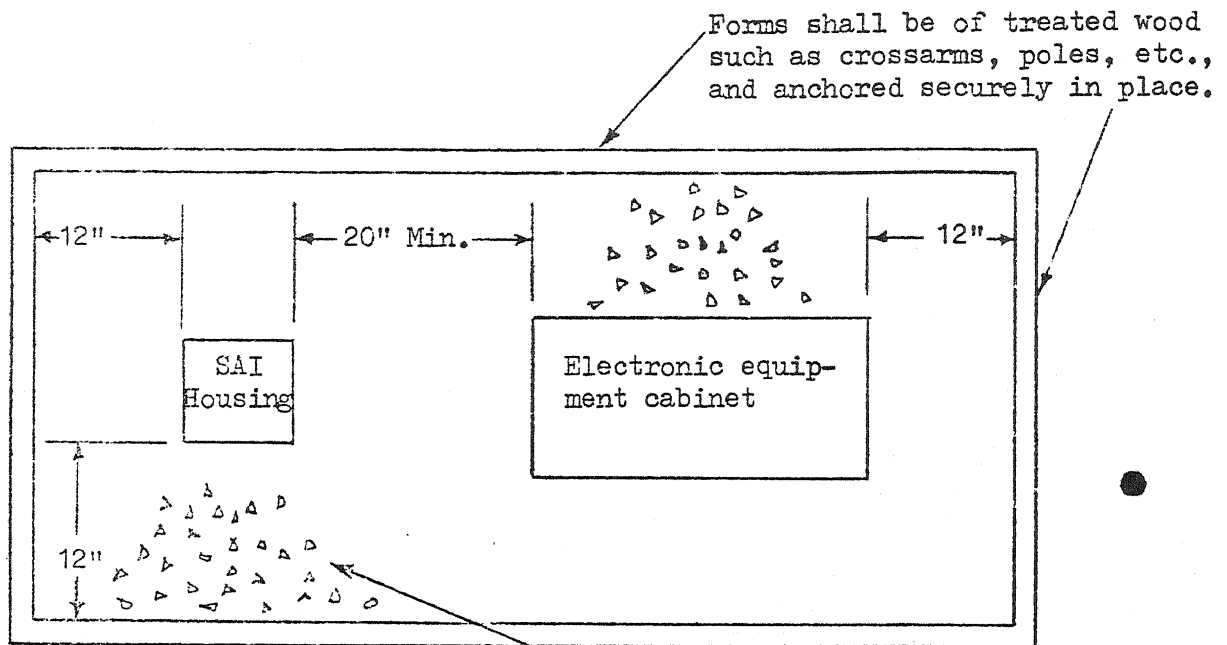 Forms shall be of treated wood
such as crossarms, poles, etc.,
and anchored securely in place.
12"
20" Min.
12"
SAI
Housing
Electronic equip-
ment cabinet
12"